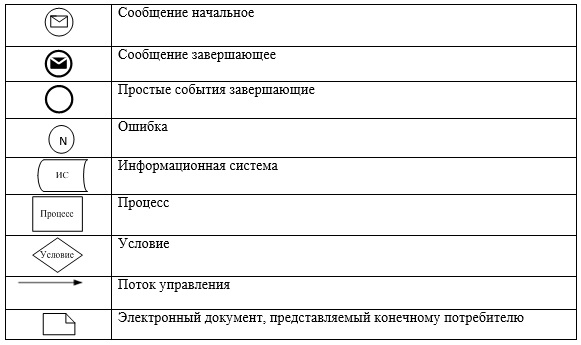 Сообщение начальное
Сообщение завершающее
Простые события завершающие
N
Ошибка
ИС
Информационная система
Процесс
Процесс
Условие
Условие
Поток управления
Электронный документ, представляемый конечному потребителю